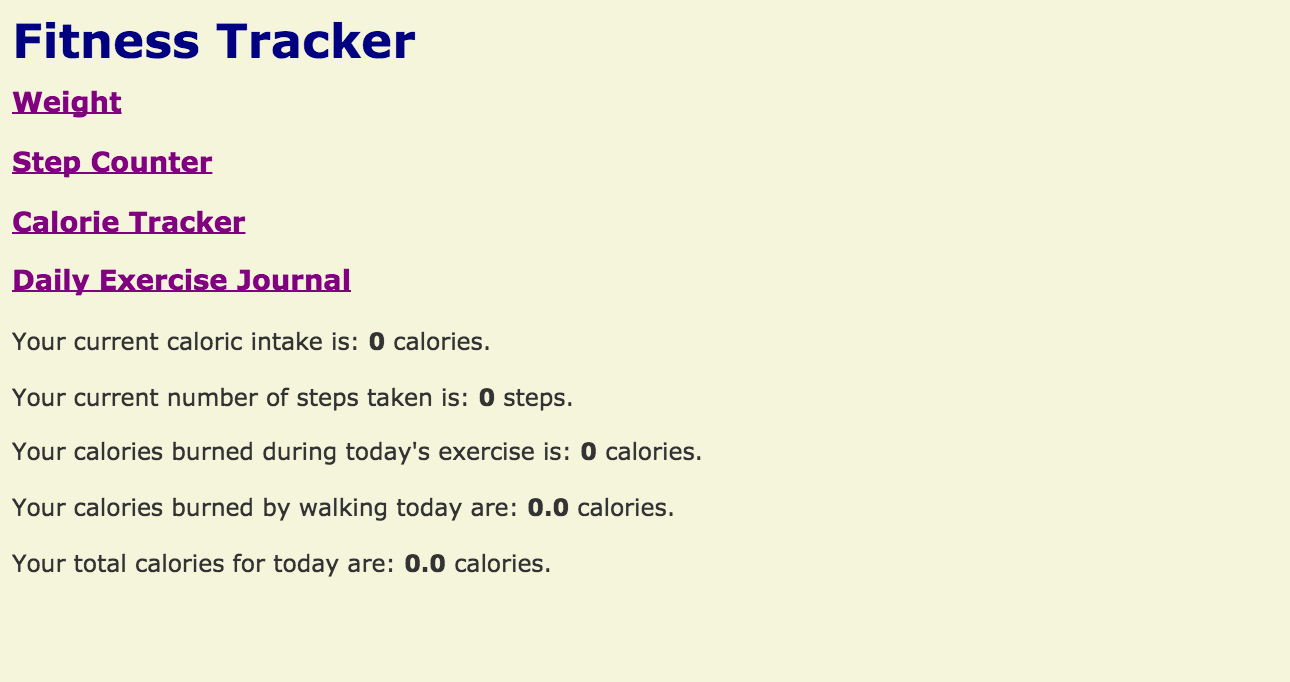 Fitness Tracker
Weight
Step Counter
Calorie Tracker
Daily Exercise Journal
Your current caloric intake is: 0 calories.
Your current number of steps taken is: 0 steps.
Your calories burned during today's exercise is: 0 calories.
Your calories burned by walking today are: 0.0 calories.
Your total calories for today are: 0.0 calories.